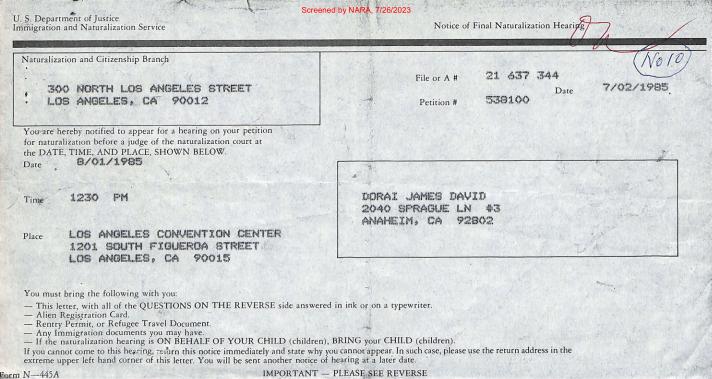 Screened by NARA, 7/26/2023
U. S. Department of Justice
Immigration and Naturalization Service
Notice of Final Naturalization Hearing
No 10
Naturalization and Citizenship Branch
300 NORTH LOS ANGELES STREET
LOS ANGELES, CA 90012
File or A # 21 637 344
Date 7/02/1985
Petition # 538100
You are hereby notified to appear for a hearing on your petition
for naturalization before a judge of the naturalization court at
the DATE, TIME, AND PLACE, SHOWN BELOW.
Date 8/01/1985
Time 1230 PM
Place LOS ANGELES CONVENTION CENTER
1201 SOUTH FIGUEROA STREET
LOS ANGELES, CA 90015
DORAI JAMES DAVID
2040 SPRAGUE LN #3
ANAHEIM, CA 92802
You must bring the following with you:
— This letter, with all of the QUESTIONS ON THE REVERSE side answered in ink or on a typewriter.
— Alien Registration Card.
— Rentry Permit, or Refugee Travel Document.
— Any Immigration documents you may have.
— If the naturalization hearing is ON BEHALF OF YOUR CHILD (children), BRING your CHILD (children).
If you cannot come to this hearing, return this notice immediately and state why you cannot appear. In such case, please use the return address in the
extreme upper left hand corner of this letter. You will be sent another notice of hearing at a later date.
Form N—445A
IMPORTANT — PLEASE SEE REVERSE